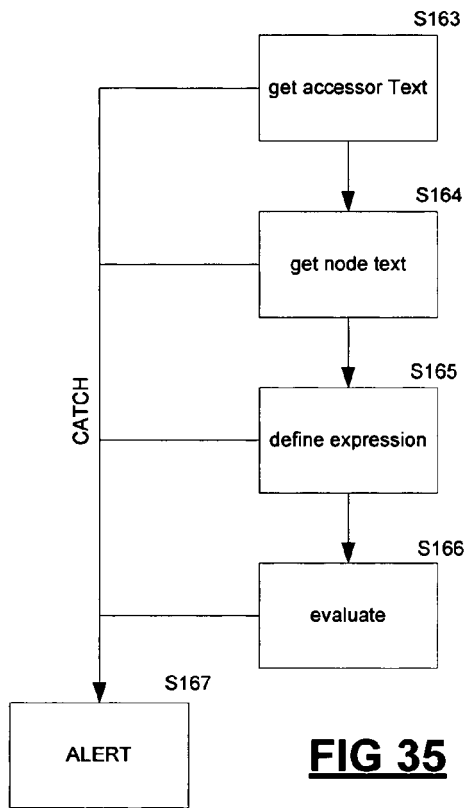 S163
get accessor Text
S164
get node text
S165
define expression
CATCH
S166
evaluate
S167
ALERT
FIG 35